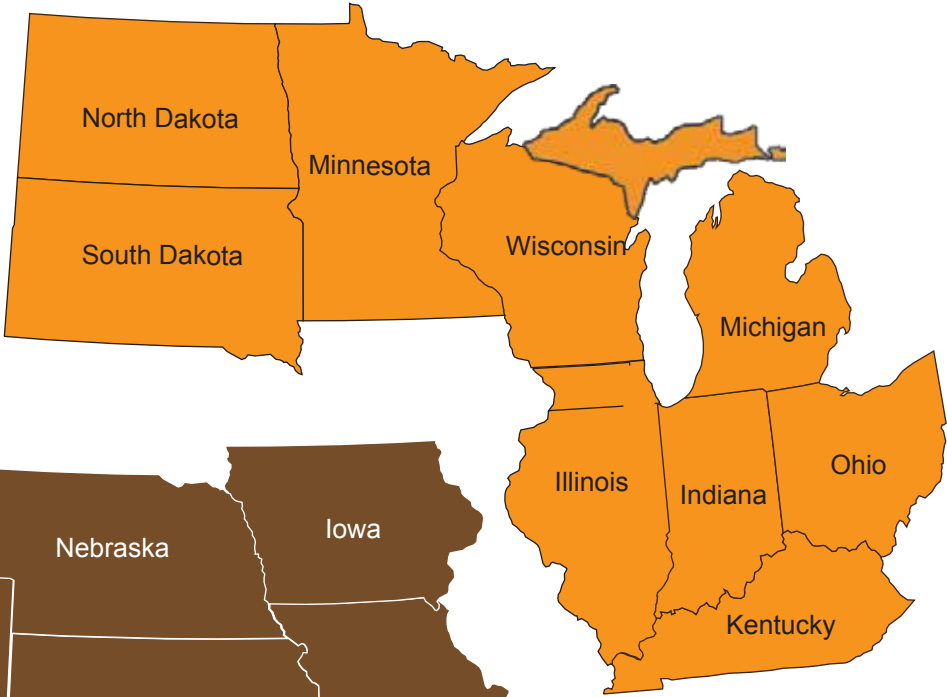 North Dakota
Minnesota
South Dakota
Wisconsin
Michigan
Ohio
Illinois
Indiana
Iowa
Nebraska
Kentucky